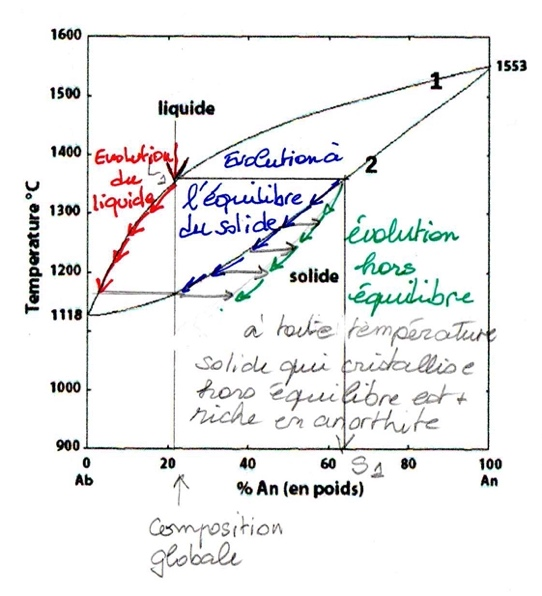 1600
1553
1500
1
liquide
Evolution
du
liquide
1400
Evolution à
2
l'équilibre
du solide
1300
évolution
hors
équilibre
solide
1200
Temperature °C
1118
à toute température
solide qui cristallise
hors équilibre est +
riche en anorthite
1000
900
0
20
40
60
S1
80
100
Ab
% An (en poids)
An
Composition
globale